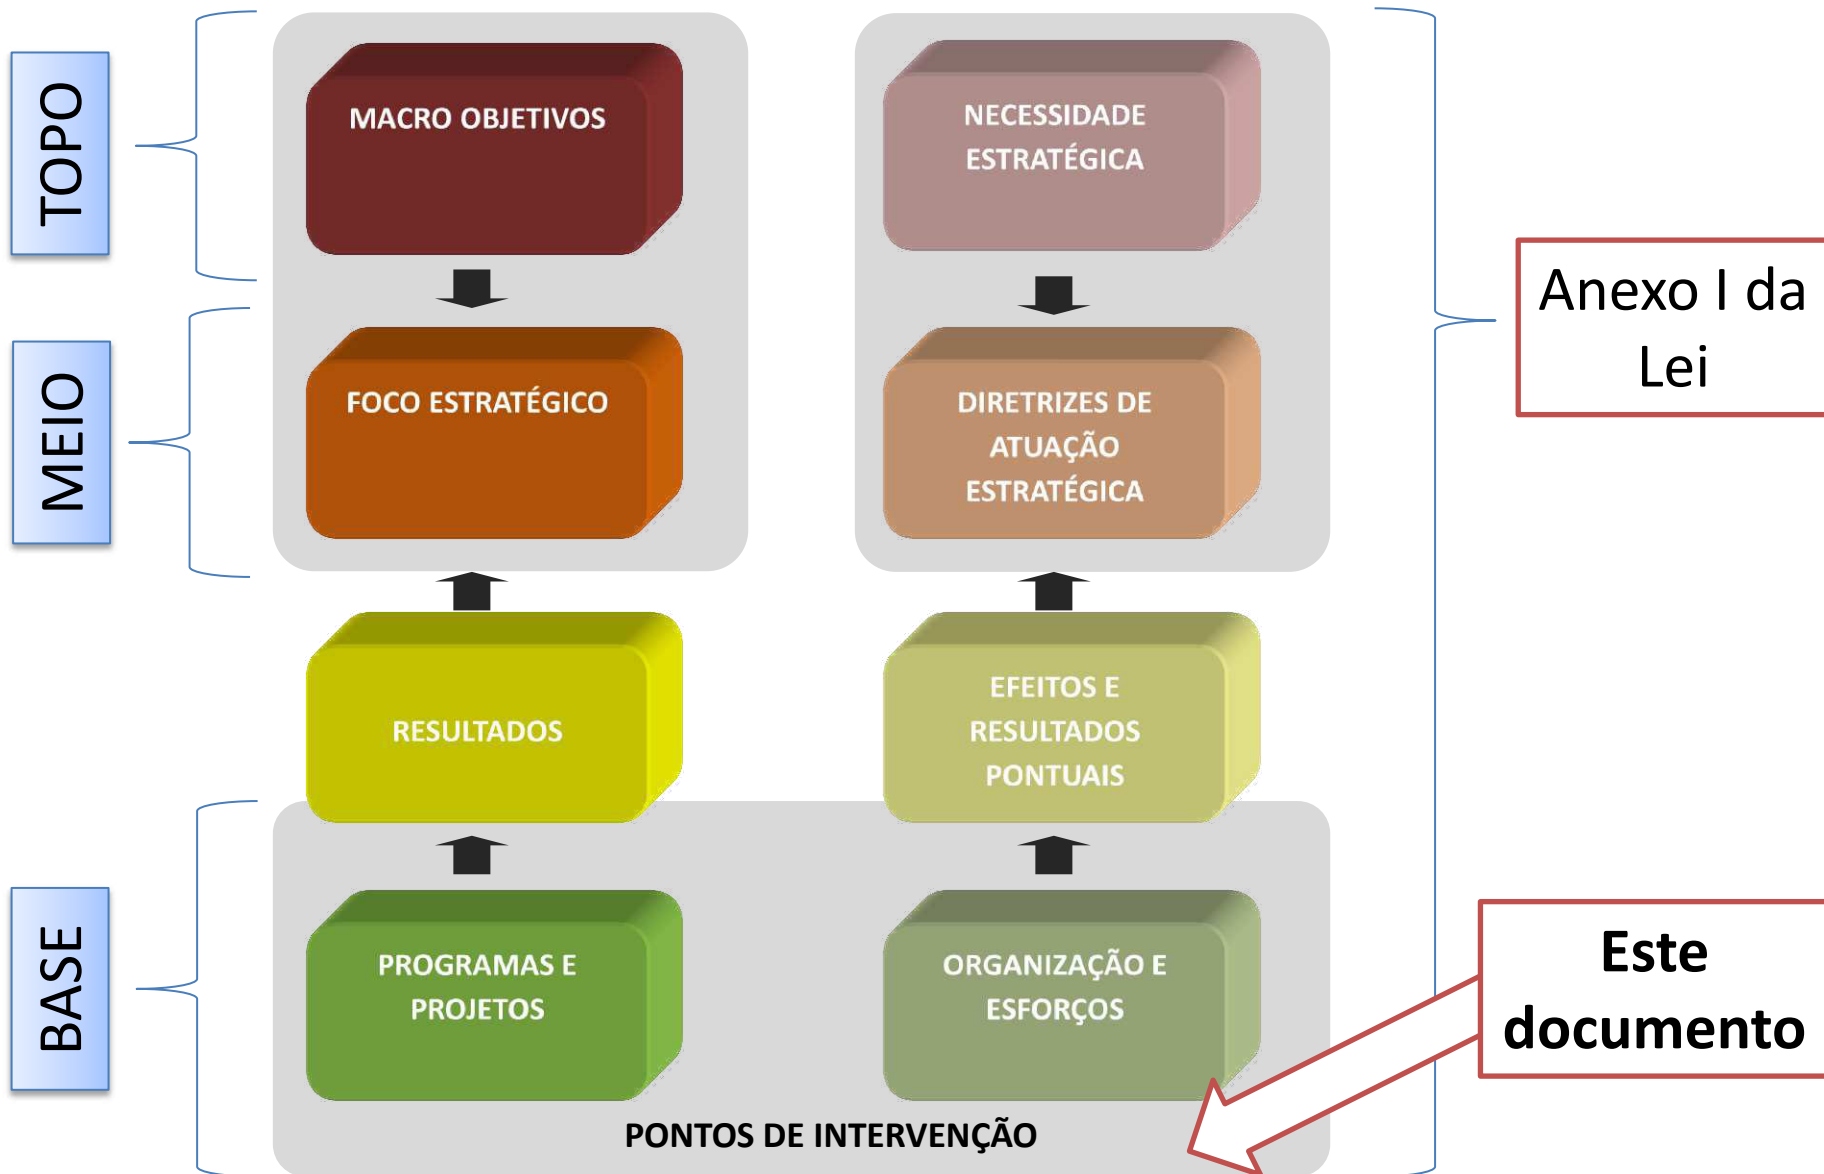 TOPO
MACRO OBJETIVOS
NECESSIDADE
ESTRATÉGICA
Anexo I da
Lei
MEIO
FOCO ESTRATÉGICO
DIRETRIZES DE
ATUAÇÃO
ESTRATÉGICA
RESULTADOS
EFEITOS E
RESULTADOS
PONTUAIS
BASE
PROGRAMAS E
PROJETOS
ORGANIZAÇÃO E
ESFORÇOS
Este
documento
PONTOS DE INTERVENÇÃO